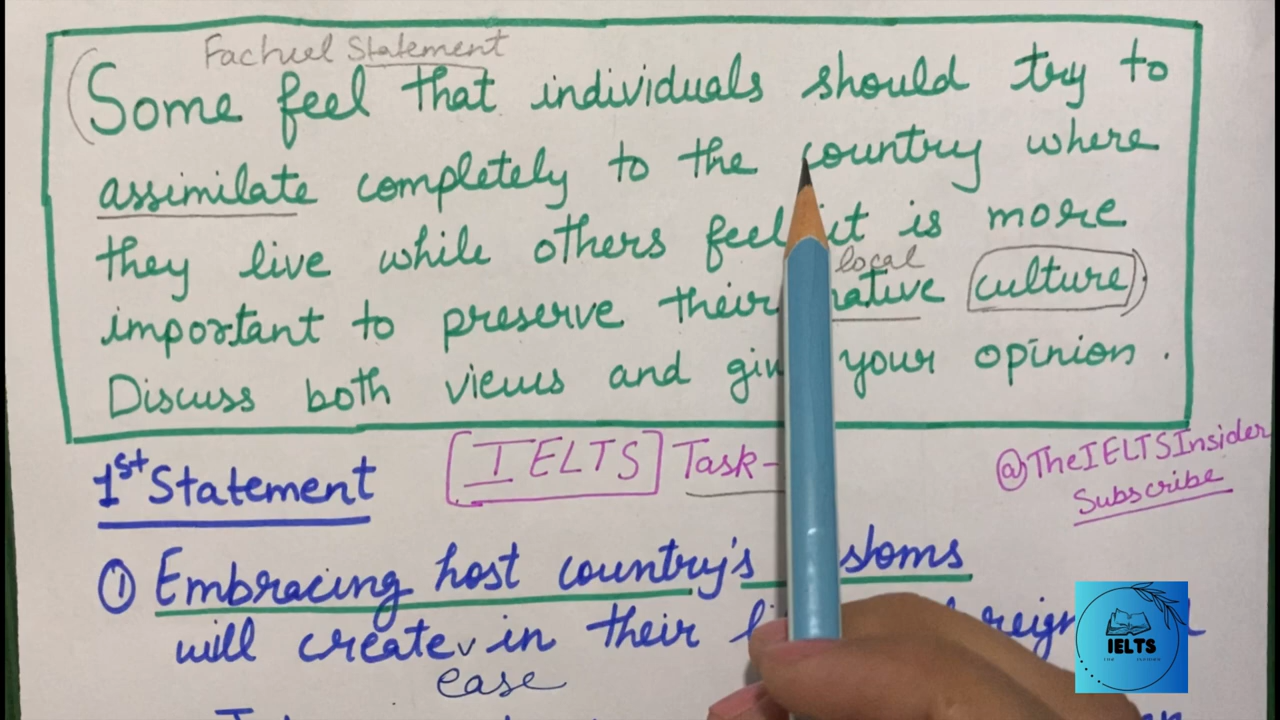 Factual Statement
Some feel that individuals should try to
assimilate completely to the country where
they live while others feel it is more
local
important to preserve their native culture
Discuss both views and your opinion.
1st Statement
[IELTS] Task-
@TheIELTSInsider
Subscribe
① Embracing host country's
will create in their
ease
IELTS